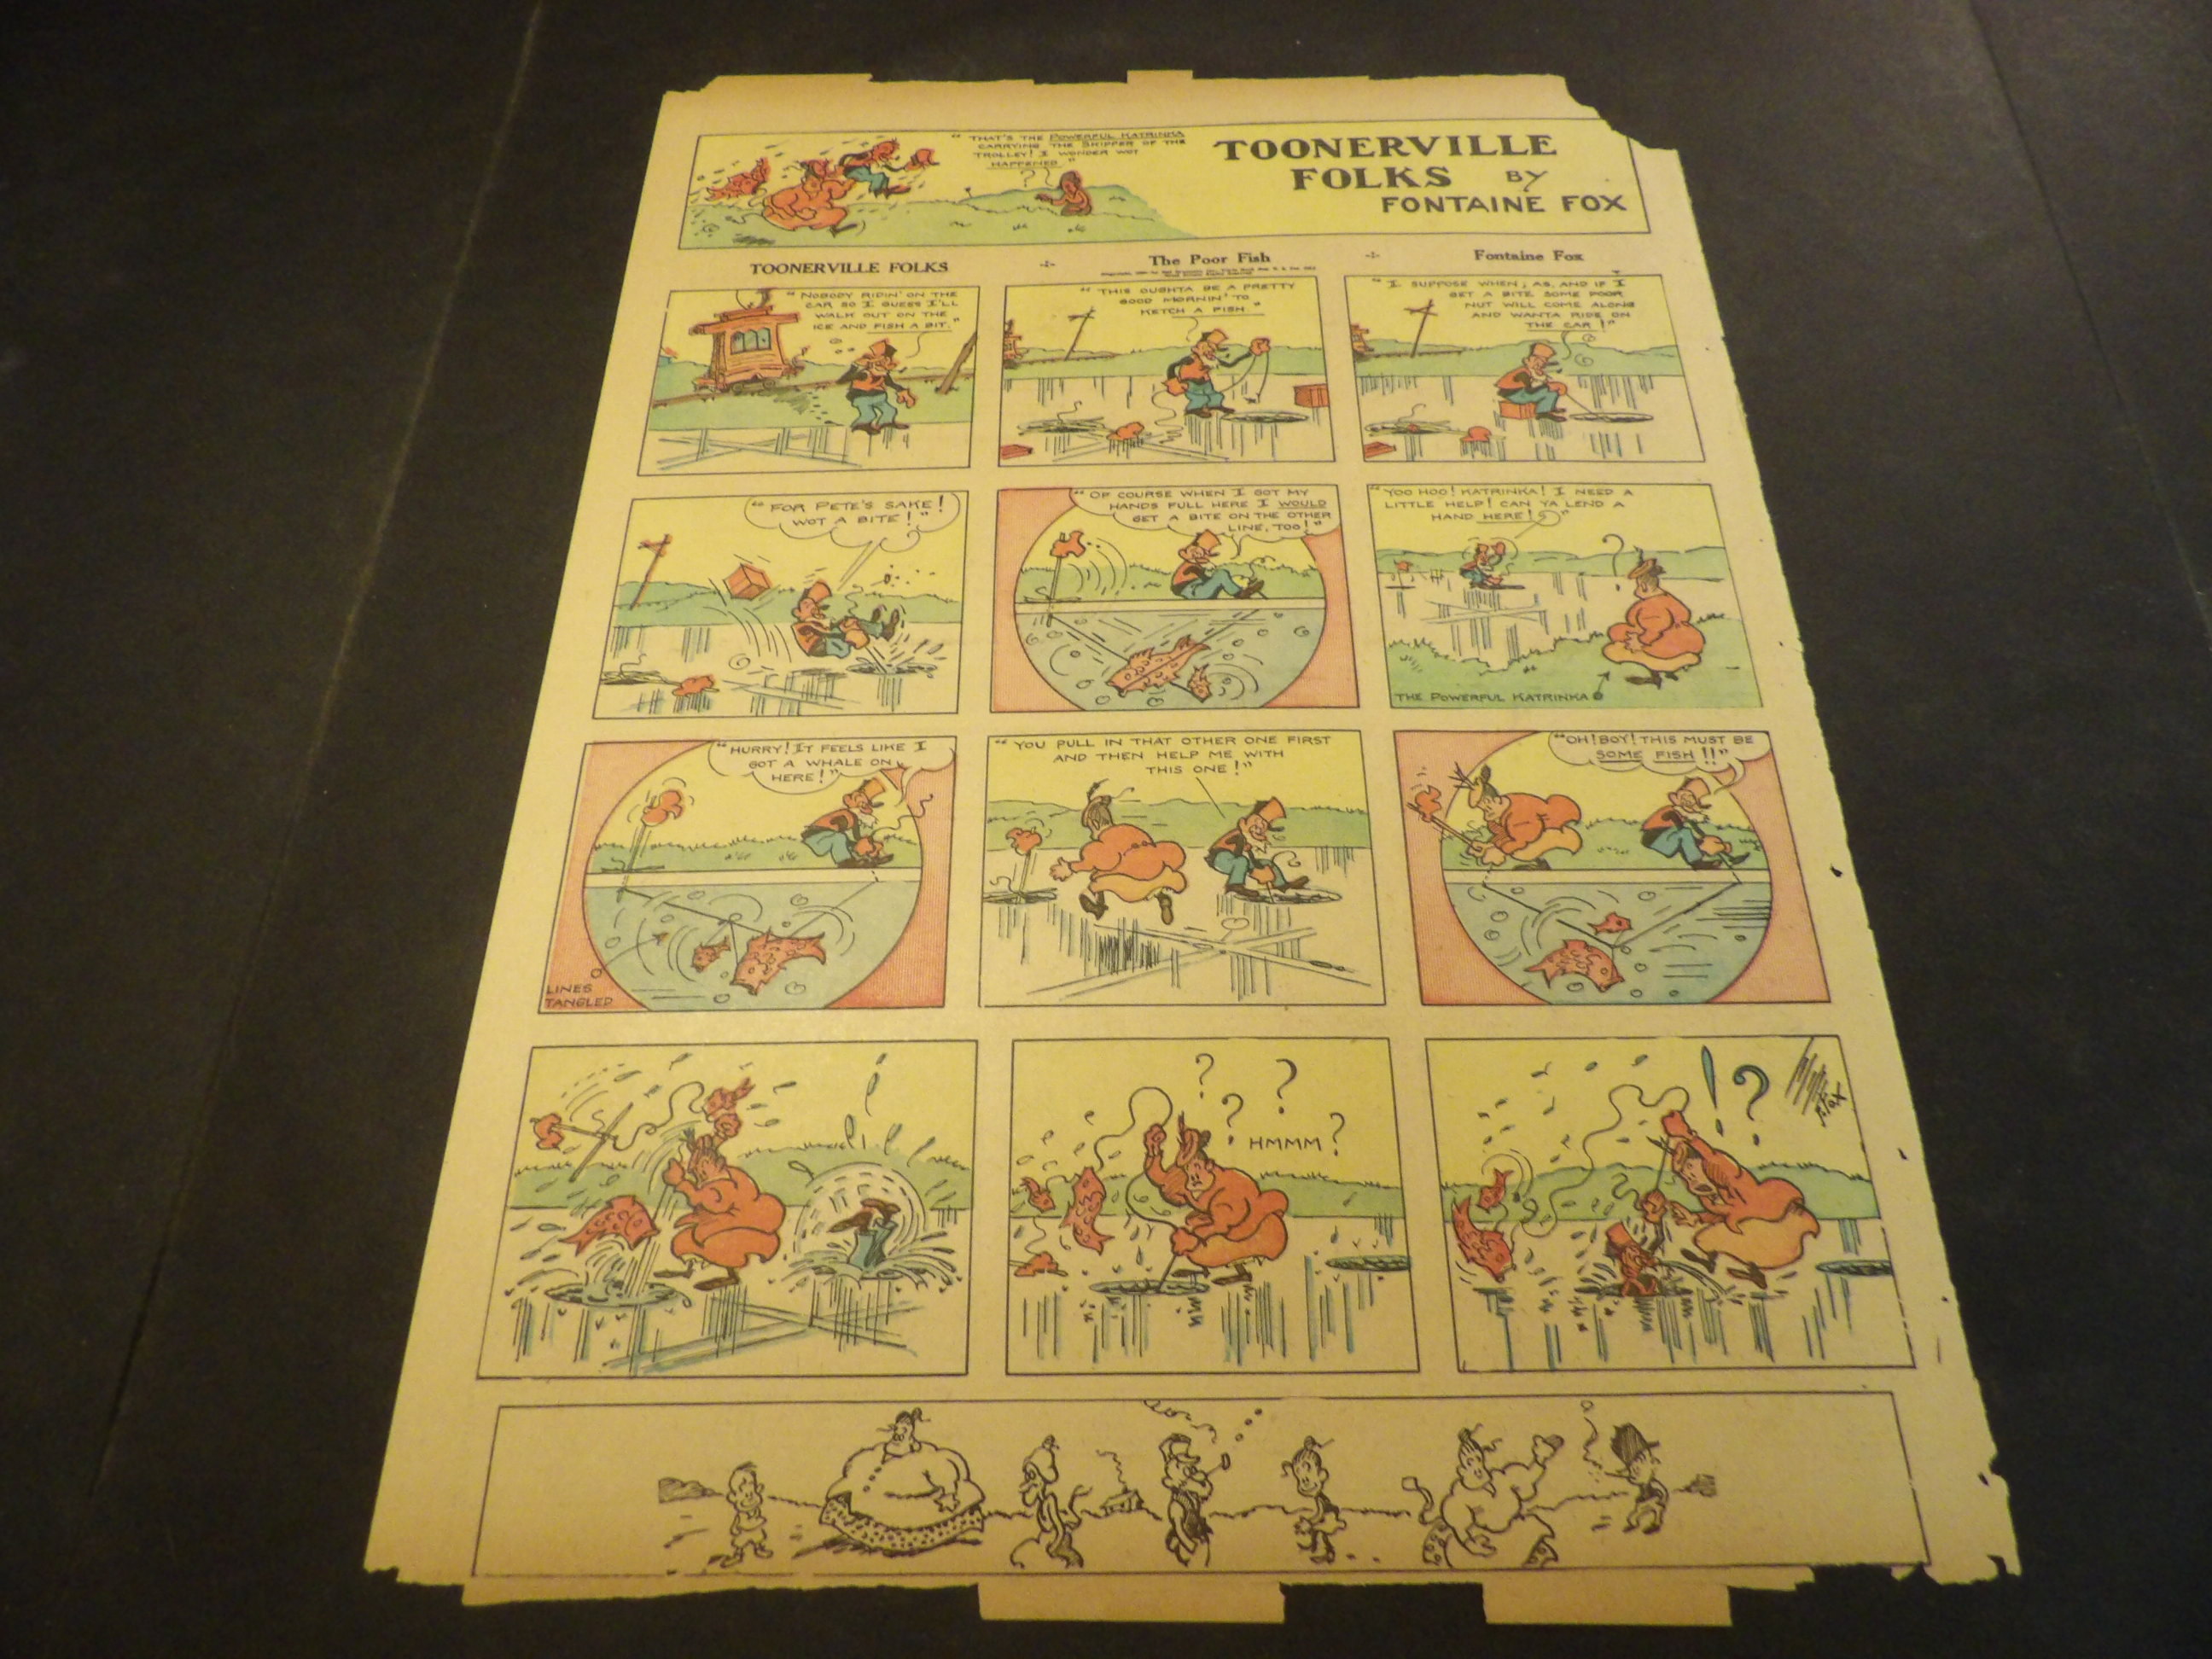 "THAT'S THE POWERFUL KATRINKA
CARRYING THE SKIPPER OF THE
TROLLEY! I WONDER WOT
HAPPENED"
?
TOONERVILLE
FOLKS BY
FONTAINE FOX
TOONERVILLE FOLKS
The Poor Fish
Fontaine Fox
"NOBODY RIDIN' ON THE
CAR SO I GUESS I'LL
WALK OUT ON THE
ICE AND FISH A BIT."
"THIS OUGHTA BE A PRETTY
GOOD MORNIN' TO
KETCH A FISH"
"I SUPPOSE WHEN, AS, AND IF I
GET A BITE SOME POOR
NUT WILL COME ALONG
AND WANTA RIDE ON
THE CAR!"
"FOR PETE'S SAKE!
WOT A BITE!"
"OF COURSE WHEN I GOT MY
HANDS FULL HERE I WOULD
GET A BITE ON THE OTHER
LINE, TOO!"
"YOO HOO! KATRINKA! I NEED A
LITTLE HELP! CAN YA LEND A
HAND HERE!"
?
THE POWERFUL KATRINKA
"HURRY! IT FEELS LIKE I
GOT A WHALE ON
HERE!"
LINES
TANGLED
"YOU PULL IN THAT OTHER ONE FIRST
AND THEN HELP ME WITH
THIS ONE!"
"OH! BOY! THIS MUST BE
SOME FISH!!"
? ? ?
HMMM?
! ?
F. FOX